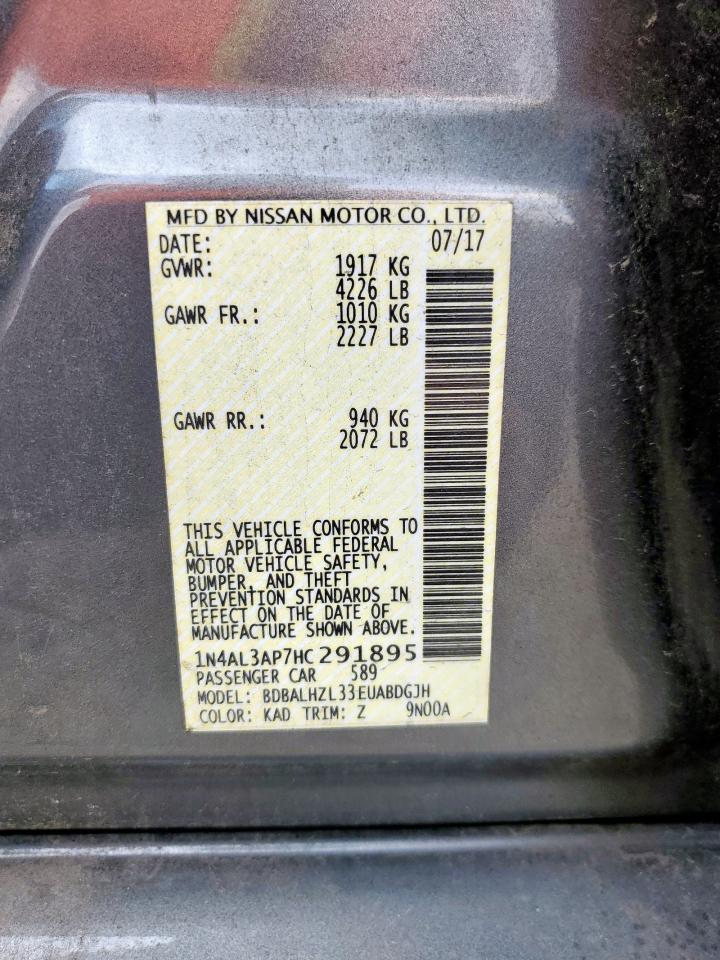 MFD BY NISSAN MOTOR CO., LTD.
DATE: 07/17
GVWR: 1917 KG
4226 LB
GAWR FR.: 1010 KG
2227 LB
GAWR RR.: 940 KG
2072 LB
THIS VEHICLE CONFORMS TO
ALL APPLICABLE FEDERAL
MOTOR VEHICLE SAFETY,
BUMPER, AND THEFT
PREVENTION STANDARDS IN
EFFECT ON THE DATE OF
MANUFACTURE SHOWN ABOVE.
1N4AL3AP7HC291895
PASSENGER CAR 589
MODEL: BDBALHZL33EUABDGJH
COLOR: KAD TRIM: Z 9N00A